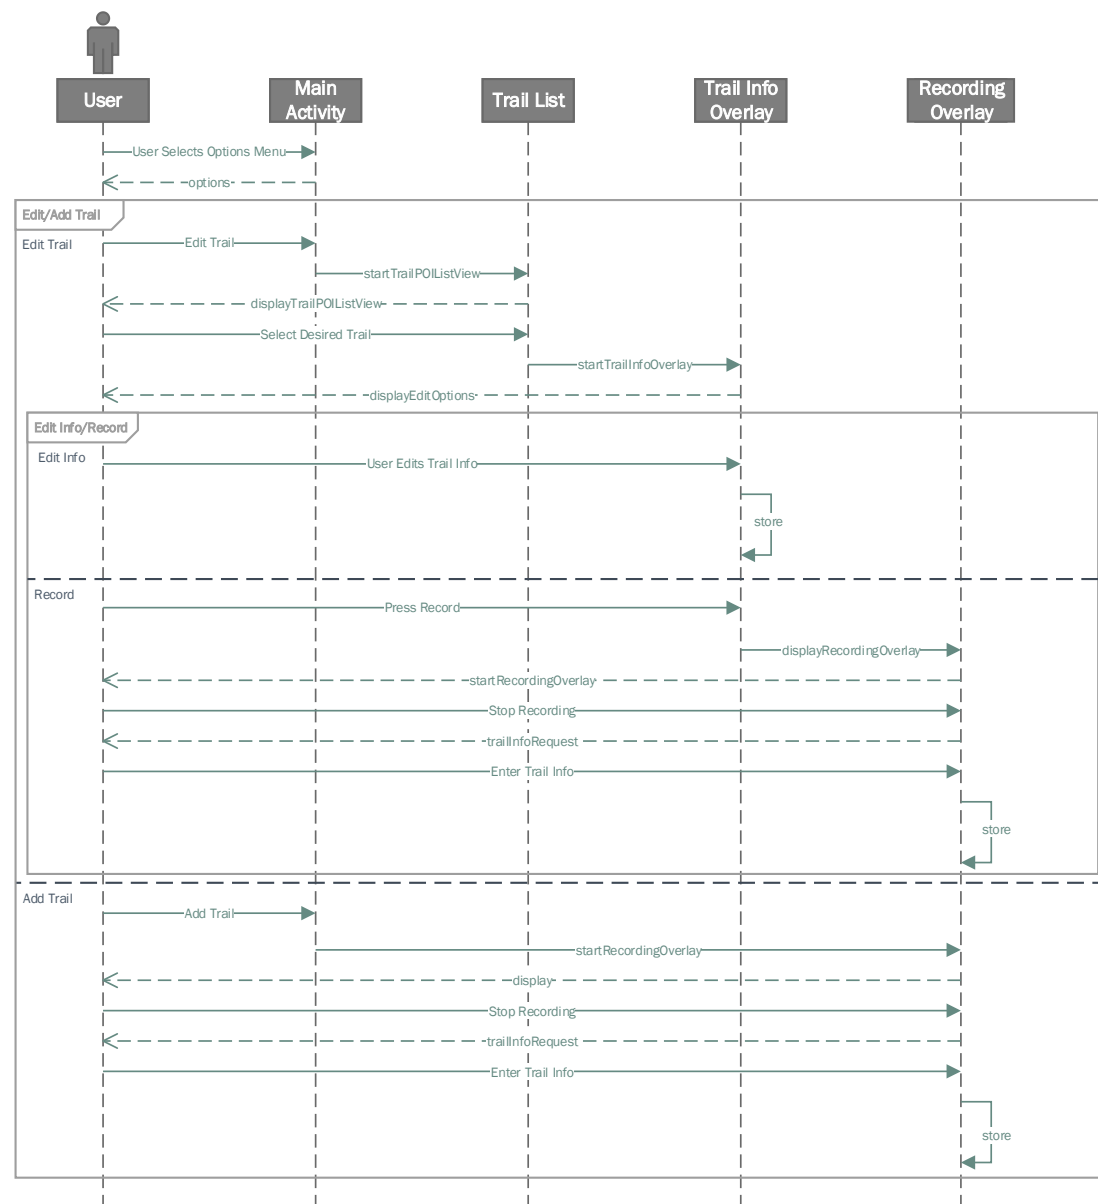 User
Main
Activity
Trail List
Trail Info
Overlay
Recording
Overlay
User Selects Options Menu
options
Edit/Add Trail
Edit Trail
Edit Trail
startTrailPOIListView
displayTrailPOIListView
Select Desired Trail
startTrailInfoOverlay
displayEditOptions
Edit Info/Record
Edit Info
User Edits Trail Info
store
Record
Press Record
displayRecordingOverlay
startRecordingOverlay
Stop Recording
trailInfoRequest
Enter Trail Info
store
Add Trail
Add Trail
startRecordingOverlay
display
Stop Recording
trailInfoRequest
Enter Trail Info
store